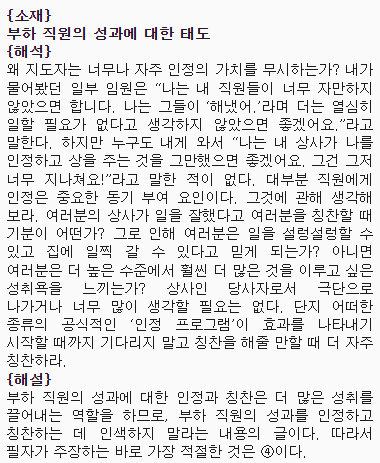 {소재}
부하 직원의 성과에 대한 태도
{해석}
왜 지도자는 너무나 자주 인정의 가치를 무시하는가? 내가
물어봤던 일부 임원은 “나는 내 직원들이 너무 자만하지
않았으면 합니다. 나는 그들이 ‘해냈어.’라며 더는 열심히
일할 필요가 없다고 생각하지 않았으면 좋겠어요.”라고
말한다. 하지만 누구도 내게 와서 “나는 내 상사가 나를
인정하고 상을 주는 것을 그만했으면 좋겠어요. 그건 그저
너무 지나쳐요!”라고 말한 적이 없다. 대부분 직원에게
인정은 중요한 동기 부여 요인이다. 그것에 관해 생각해
보라. 여러분의 상사가 일을 잘했다고 여러분을 칭찬할 때
기분이 어떤가? 그로 인해 여러분은 일을 설렁설렁할 수
있고 집에 일찍 갈 수 있다고 믿게 되는가? 아니면
여러분은 더 높은 수준에서 훨씬 더 많은 것을 이루고 싶은
성취욕을 느끼는가? 상사인 당사자로서 극단으로
나가거나 너무 많이 생각할 필요는 없다. 단지 어떠한
종류의 공식적인 ‘인정 프로그램’이 효과를 나타내기
시작할 때까지 기다리지 말고 칭찬을 해줄 만할 때 더 자주
칭찬하라.
{해설}
부하 직원의 성과에 대한 인정과 칭찬은 더 많은 성취를
끌어내는 역할을 하므로, 부하 직원의 성과를 인정하고
칭찬하는 데 인색하지 말라는 내용의 글이다. 따라서
필자가 주장하는 바로 가장 적절한 것은 ④이다.